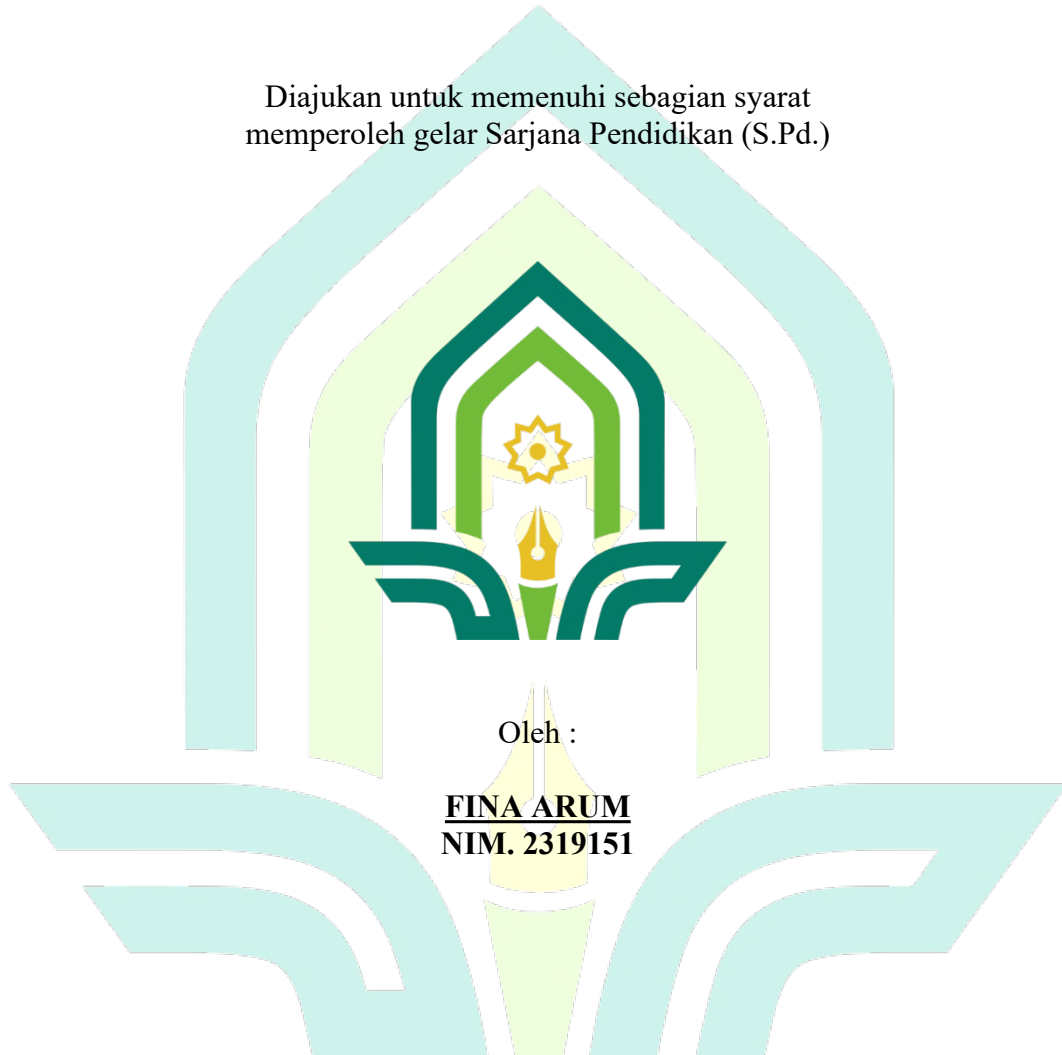 Diajukan untuk memenuhi sebagian syarat
memperoleh gelar Sarjana Pendidikan (S.Pd.)
Oleh :
FINA ARUM
NIM. 2319151